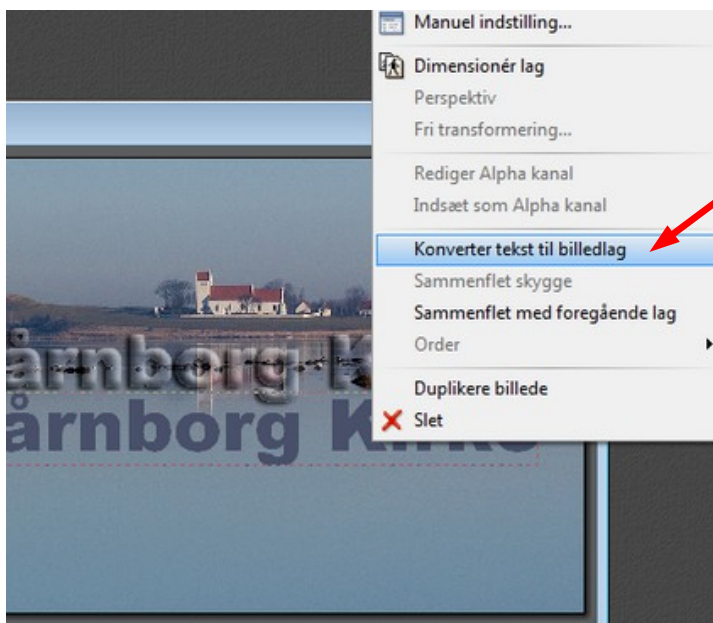 Manuel indstilling...
Dimensionér lag
Perspektiv
Fri transformering...
Rediger Alpha kanal
Indsæt som Alpha kanal
Konverter tekst til billedlag
Sammenflet skygge
Sammenflet med foregående lag
Order
Duplikere billede
Slet
årnborg K
årnborg Kirke